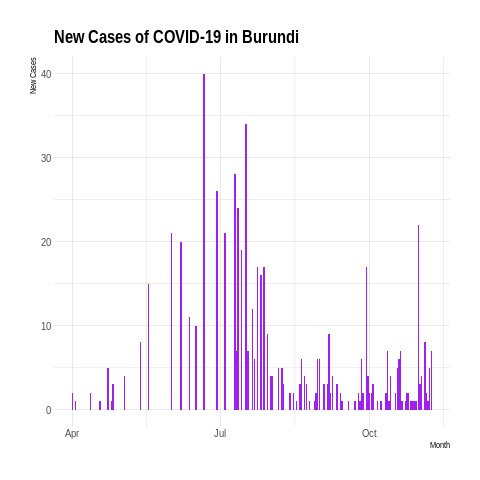 New Cases of COVID-19 in Burundi
New Cases
40
30
20
10
0
Apr
Jul
Oct
Month